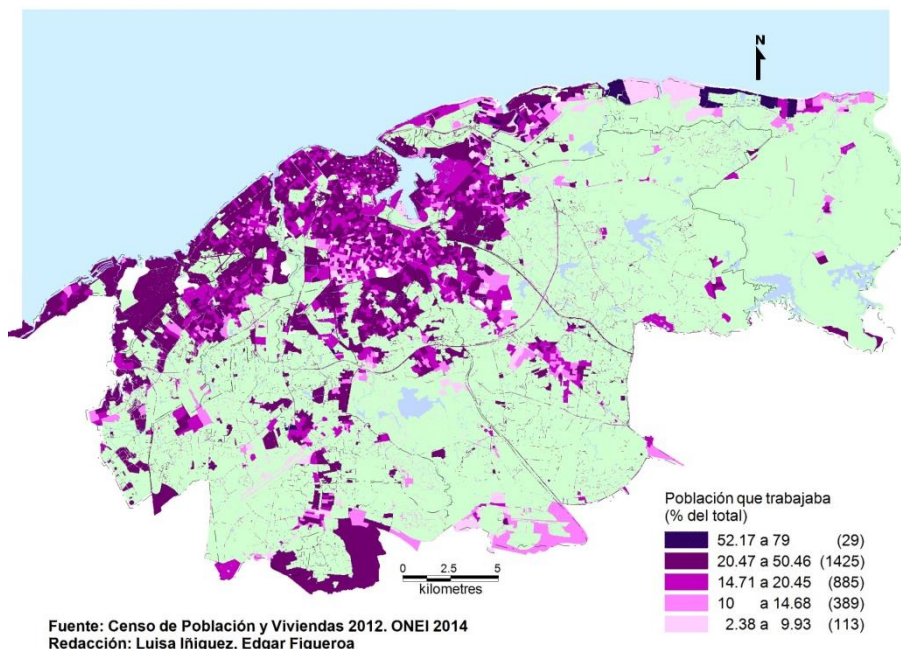 N
Población que trabajaba
(% del total)
52.17 a 79 (29)
20.47 a 50.46 (1425)
14.71 a 20.45 (885)
10 a 14.68 (389)
2.38 a 9.93 (113)
0 2.5 5
kilometres
Fuente: Censo de Población y Viviendas 2012. ONEI 2014
Redacción: Luisa Iñiguez, Edgar Figueroa